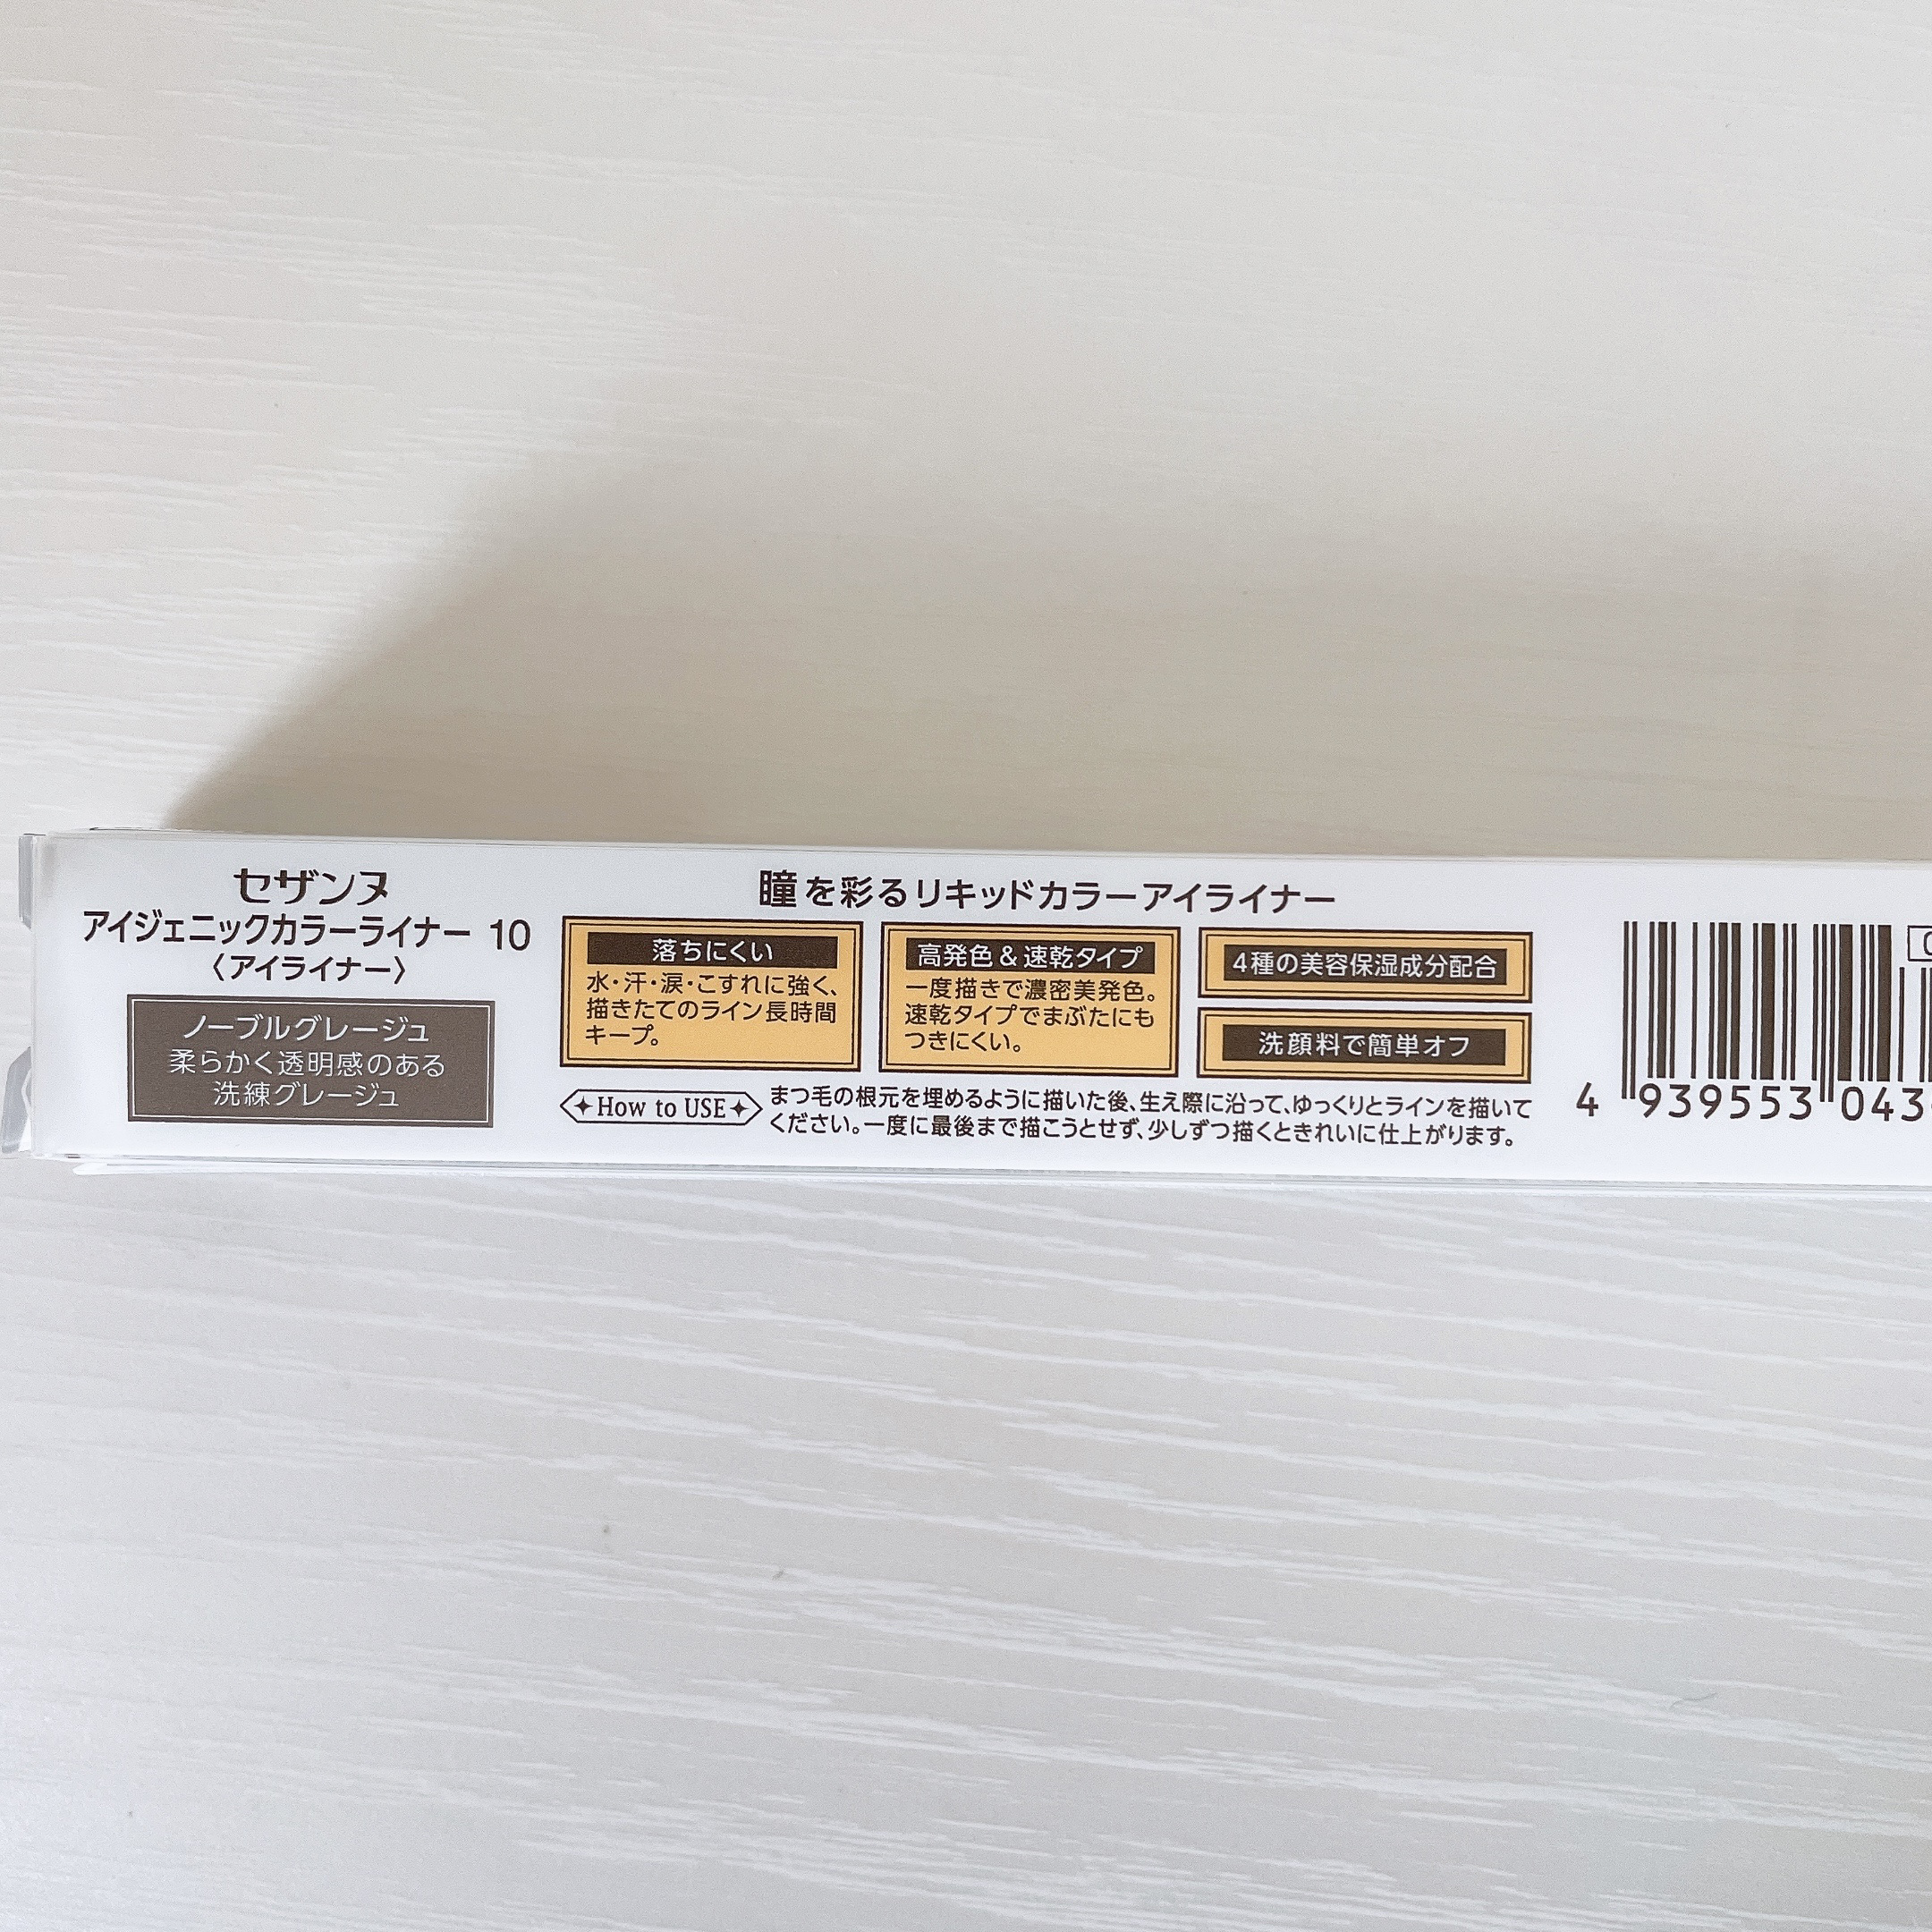 セザンヌ
アイジェニックカラーライナー 10
〈アイライナー〉
ノーブルグレージュ
柔らかく透明感のある
洗練グレージュ
瞳を彩るリキッドカラーアイライナー
落ちにくい
水・汗・涙・こすれに強く、
描きたてのライン長時間
キープ。
高発色&速乾タイプ
一度描きで濃密美発色。
速乾タイプでまぶたにも
つきにくい。
4種の美容保湿成分配合
洗顔料で簡単オフ
How to USE
まつ毛の根元を埋めるように描いた後、生え際に沿って、ゆっくりとラインを描いて
ください。一度に最後まで描こうとせず、少しずつ描くときれいに仕上がります。
4 939553 043